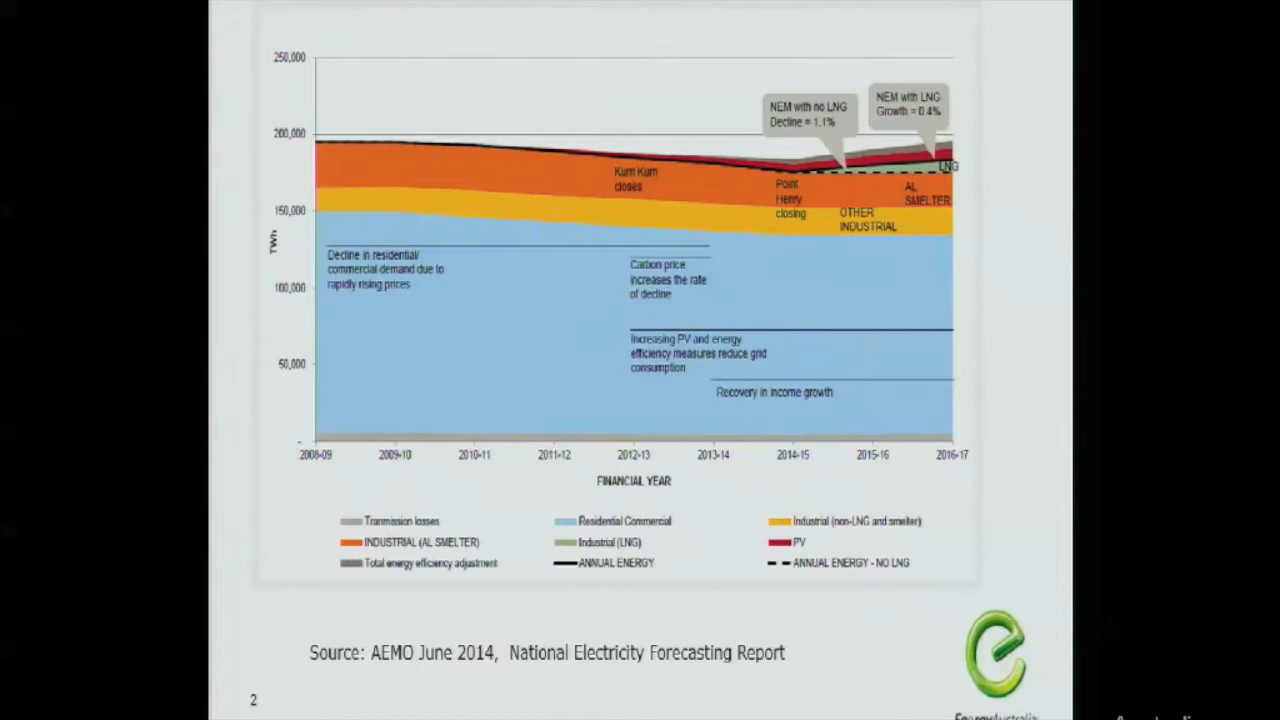 250,000
200,000
150,000
100,000
50,000
-
TWh
NEM with no LNG
Decline = 1.1%
NEM with LNG
Growth = 0.4%
LNG
Kurri Kurri
closes
Point
Henry
closing
AL
SMELTER
OTHER
INDUSTRIAL
Decline in residential/
commercial demand due to
rapidly rising prices
Carbon price
increases the rate
of decline
Increasing PV and energy
efficiency measures reduce grid
consumption
Recovery in income growth
2008-09 2009-10 2010-11 2011-12 2012-13 2013-14 2014-15 2015-16 2016-17
FINANCIAL YEAR
Tranmission losses Residential Commercial Industrial (non-LNG and smelter)
INDUSTRIAL (AL SMELTER) Industrial (LNG) PV
Total energy efficiency adjustment ANNUAL ENERGY ANNUAL ENERGY - NO LNG
Source: AEMO June 2014, National Electricity Forecasting Report
2
EnergyAustralia